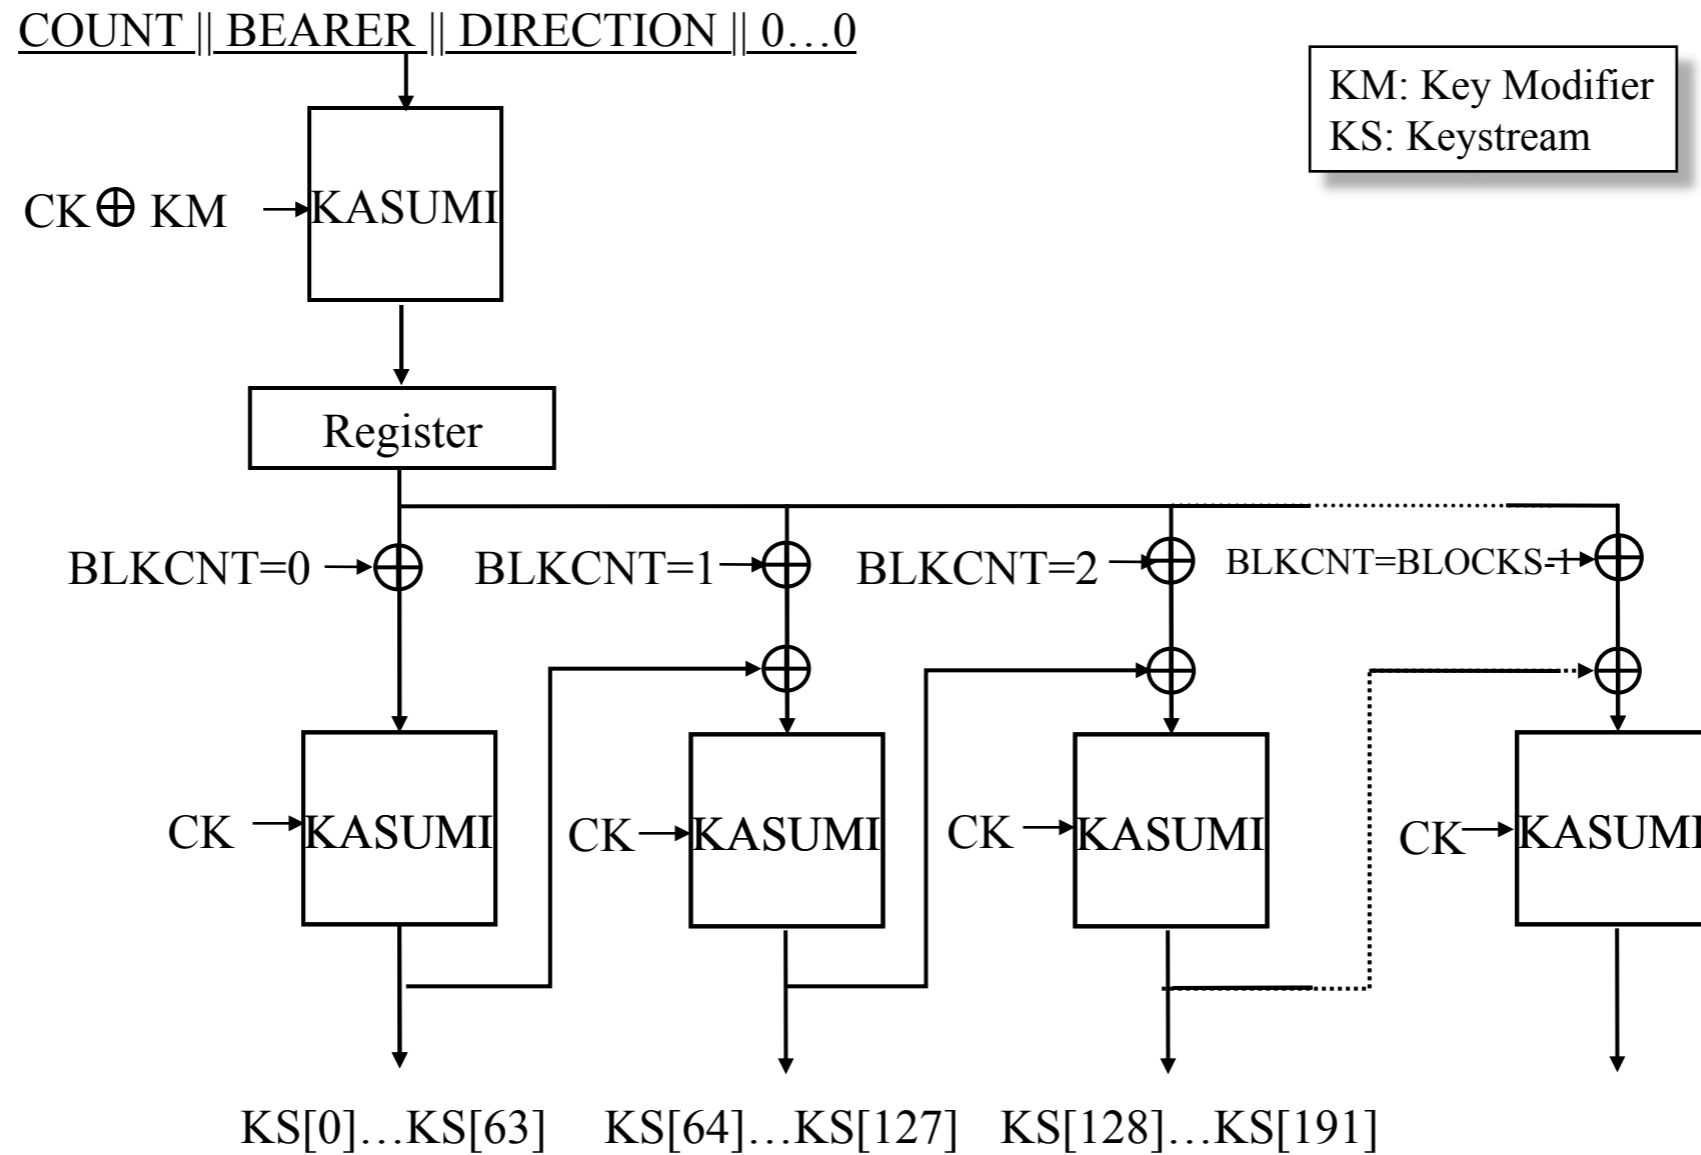 COUNT || BEARER || DIRECTION || 0…0
KM: Key Modifier
KS: Keystream
CK ⊕ KM
KASUMI
Register
BLKCNT=0
BLKCNT=1
BLKCNT=2
BLKCNT=BLOCKS-1
CK
KASUMI
CK
KASUMI
CK
KASUMI
CK
KASUMI
KS[0]…KS[63]
KS[64]…KS[127]
KS[128]…KS[191]